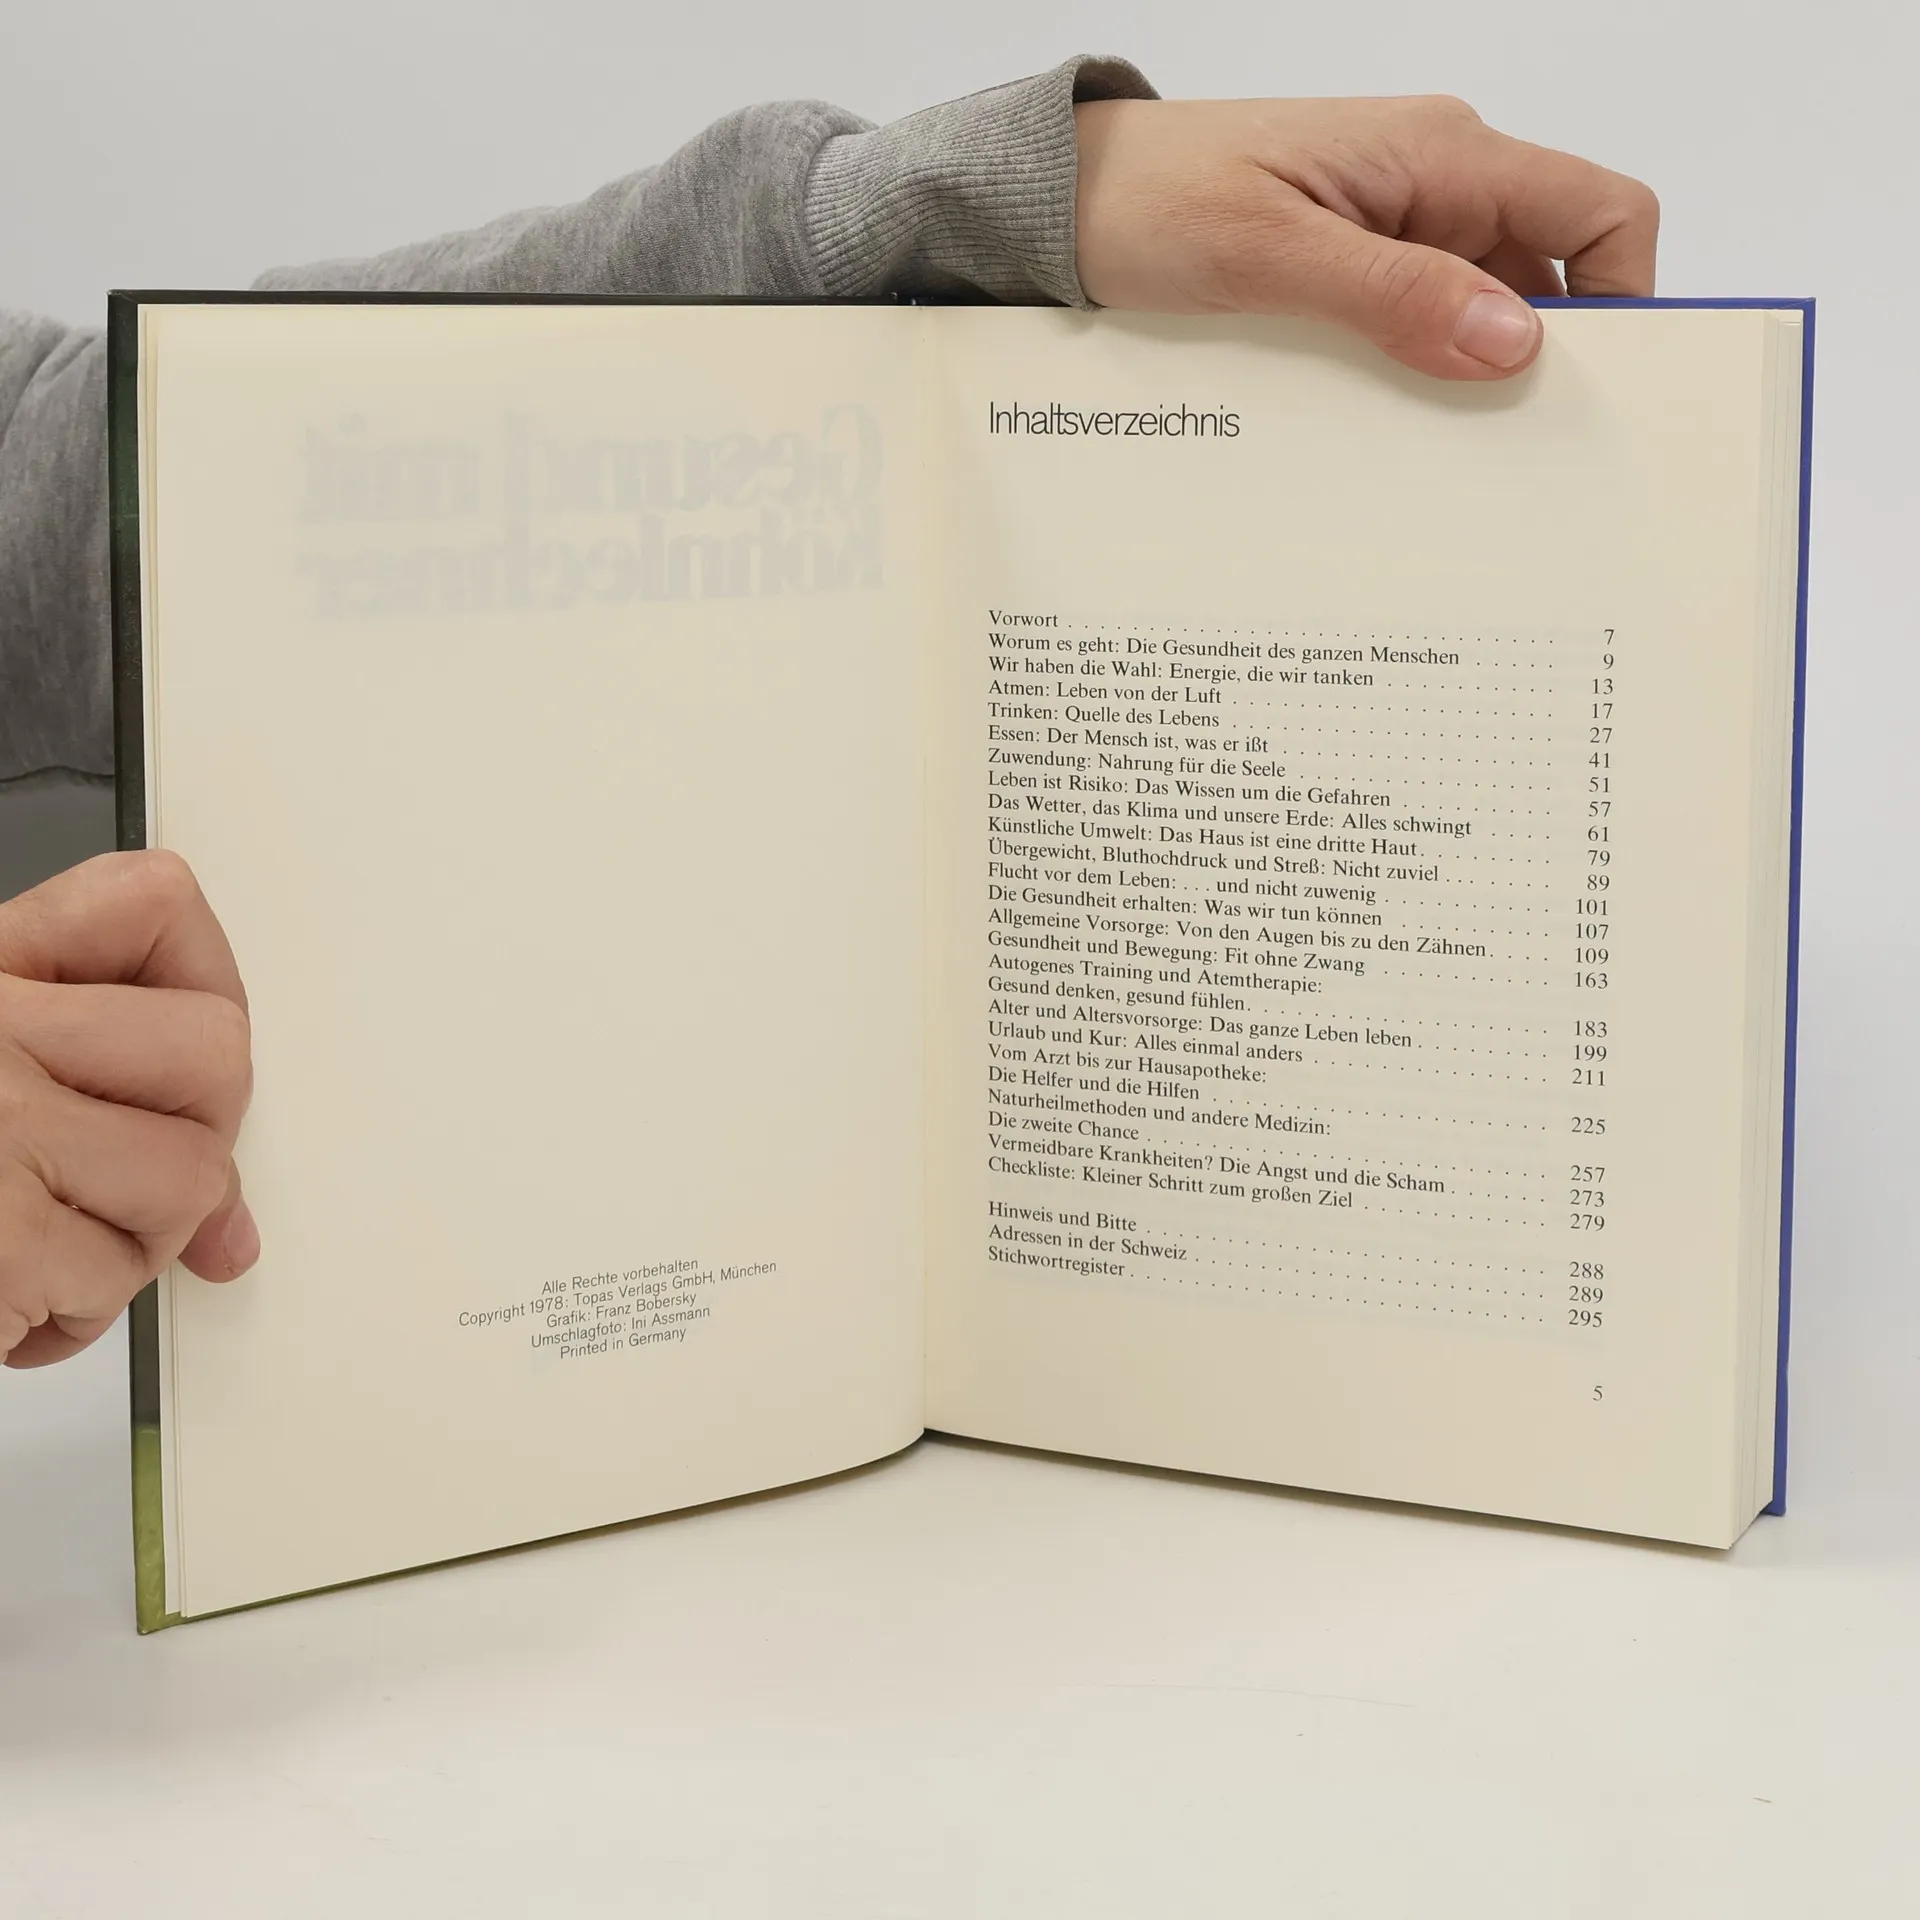 Gesund mit
Köhnlechner
Alle Rechte vorbehalten
Copyright 1978: Topas Verlags GmbH, München
Grafik: Franz Bobersky
Umschlagfoto: Ini Assmann
Printed in Germany
Inhaltsverzeichnis
Vorwort . . . . . . . . . . . . . . . . . . . . . . . . . . . . . . 7
Worum es geht: Die Gesundheit des ganzen Menschen . . . . . 9
Wir haben die Wahl: Energie, die wir tanken . . . . . . . . . . 13
Atmen: Leben von der Luft . . . . . . . . . . . . . . . . . . . . 17
Trinken: Quelle des Lebens . . . . . . . . . . . . . . . . . . . . 27
Essen: Der Mensch ist, was er ißt . . . . . . . . . . . . . . . . . 41
Zuwendung: Nahrung für die Seele . . . . . . . . . . . . . . . . 51
Leben ist Risiko: Das Wissen um die Gefahren . . . . . . . . . 57
Das Wetter, das Klima und unsere Erde: Alles schwingt . . . . 61
Künstliche Umwelt: Das Haus ist eine dritte Haut . . . . . . . . 79
Übergewicht, Bluthochdruck und Streß: Nicht zuviel . . . . . . . 89
Flucht vor dem Leben: . . . und nicht zuwenig . . . . . . . . . . 101
Die Gesundheit erhalten: Was wir tun können . . . . . . . . . 107
Allgemeine Vorsorge: Von den Augen bis zu den Zähnen . . . . 109
Gesundheit und Bewegung: Fit ohne Zwang . . . . . . . . . . 163
Autogenes Training und Atemtherapie:
Gesund denken, gesund fühlen . . . . . . . . . . . . . . . . . . 183
Alter und Altersvorsorge: Das ganze Leben leben . . . . . . . . 199
Urlaub und Kur: Alles einmal anders . . . . . . . . . . . . . . 211
Vom Arzt bis zur Hausapotheke:
Die Helfer und die Hilfen . . . . . . . . . . . . . . . . . . . . 225
Naturheilmethoden und andere Medizin:
Die zweite Chance . . . . . . . . . . . . . . . . . . . . . . . . 257
Vermeidbare Krankheiten? Die Angst und die Scham . . . . . . 273
Checkliste: Kleiner Schritt zum großen Ziel . . . . . . . . . . . 279
Hinweis und Bitte . . . . . . . . . . . . . . . . . . . . . . . . 288
Adressen in der Schweiz . . . . . . . . . . . . . . . . . . . . . 289
Stichwortregister . . . . . . . . . . . . . . . . . . . . . . . . . 295
5